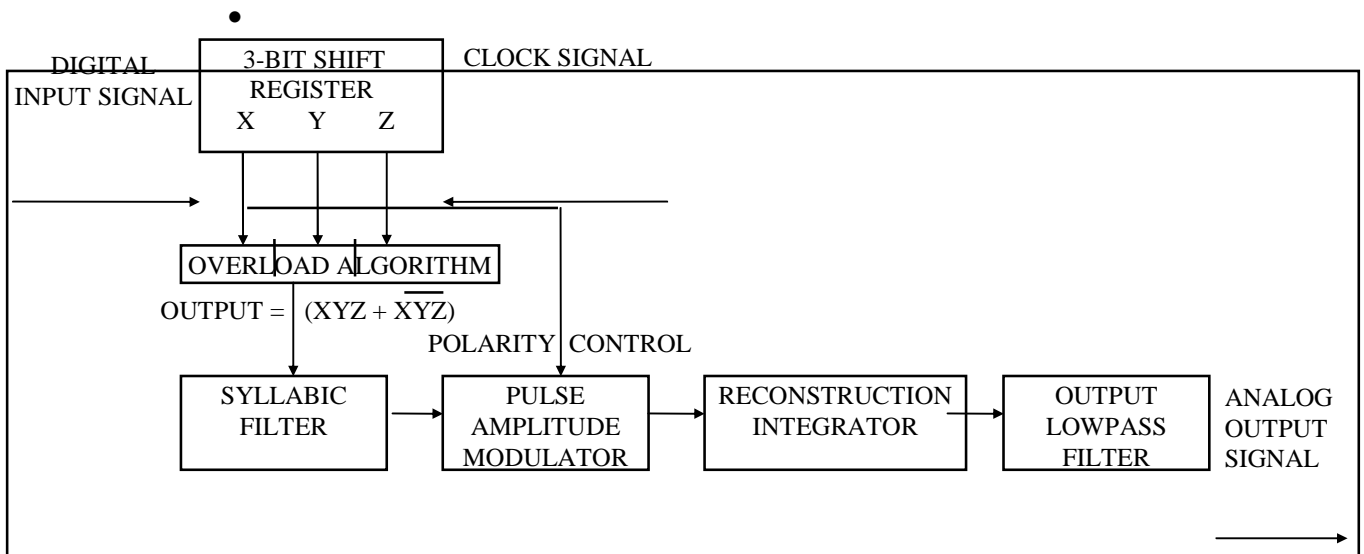 •
3-BIT SHIFT
REGISTER
X Y Z
CLOCK SIGNAL
DIGITAL
INPUT SIGNAL
OVERLOAD ALGORITHM
OUTPUT = (XYZ + X̅Y̅Z̅)
POLARITY CONTROL
SYLLABIC
FILTER
PULSE
AMPLITUDE
MODULATOR
RECONSTRUCTION
INTEGRATOR
OUTPUT
LOWPASS
FILTER
ANALOG
OUTPUT
SIGNAL